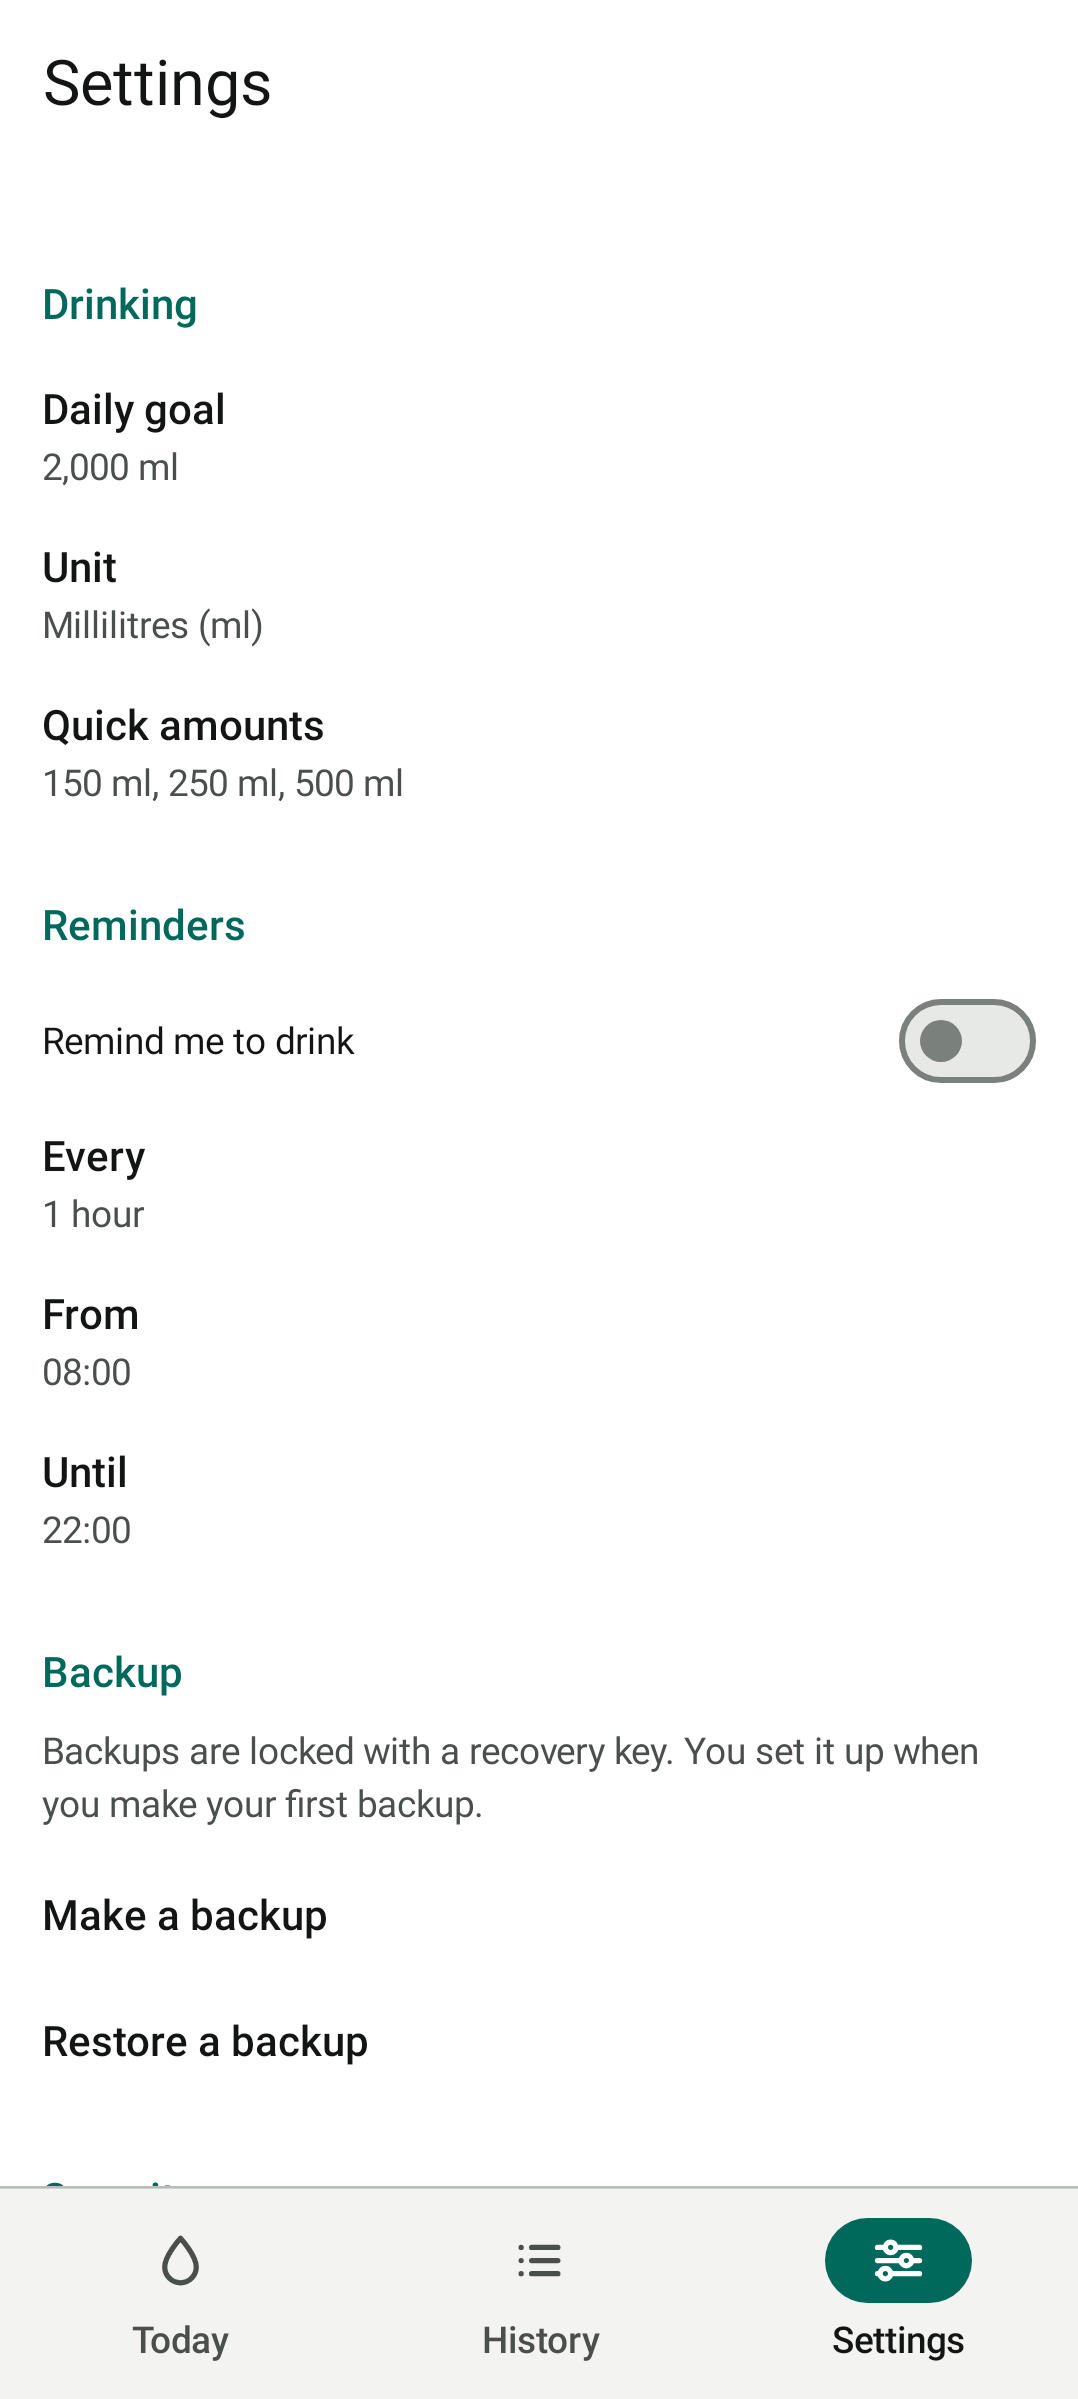 Settings
Drinking
Daily goal
2,000 ml
Unit
Millilitres (ml)
Quick amounts
150 ml, 250 ml, 500 ml
Reminders
Remind me to drink
Every
1 hour
From
08:00
Until
22:00
Backup
Backups are locked with a recovery key. You set it up when
you make your first backup.
Make a backup
Restore a backup
Today
History
Settings